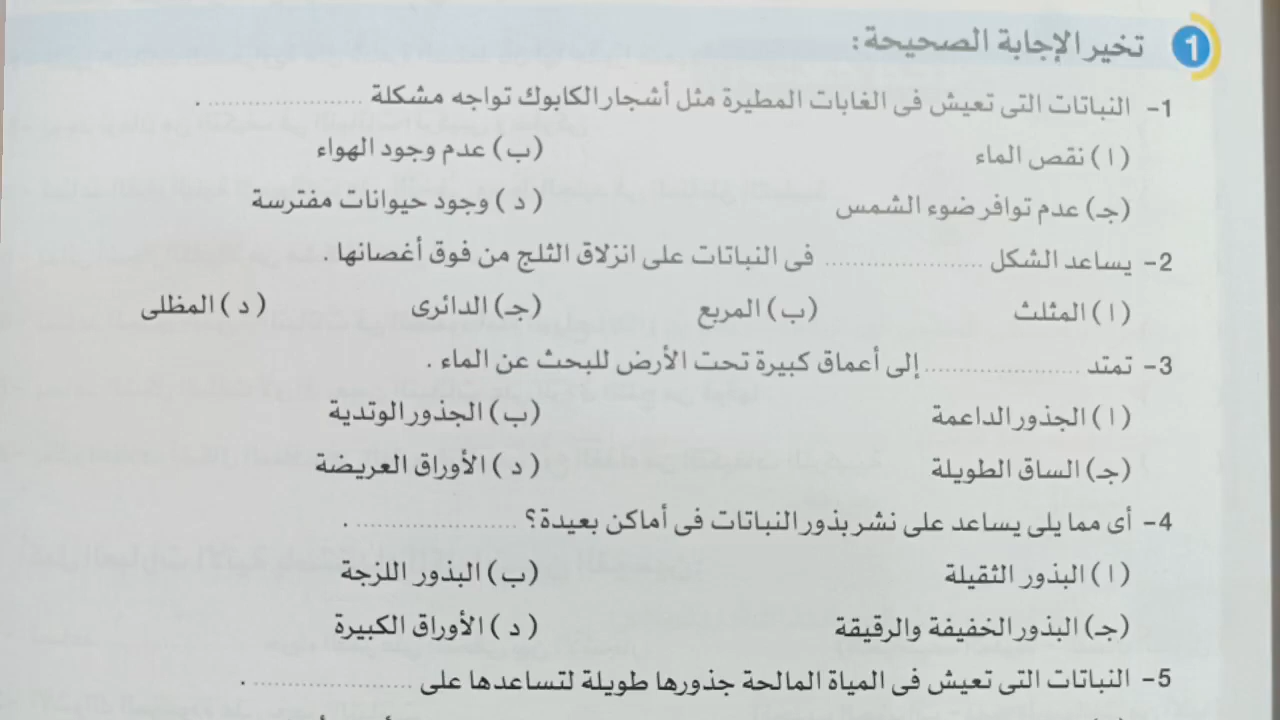 1 تخير الإجابة الصحيحة:
1- النباتات التى تعيش فى الغابات المطيرة مثل أشجار الكابوك تواجه مشكلة .................... .
(ا) نقص الماء (ب) عدم وجود الهواء
(جـ) عدم توافر ضوء الشمس (د) وجود حيوانات مفترسة
2- يساعد الشكل .................... فى النباتات على انزلاق الثلج من فوق أغصانها .
(ا) المثلث (ب) المربع (جـ) الدائرى (د) المظلى
3- تمتد .................... إلى أعماق كبيرة تحت الأرض للبحث عن الماء .
(ا) الجذور الداعمة (ب) الجذور الوتدية
(جـ) الساق الطويلة (د) الأوراق العريضة
4- أى مما يلى يساعد على نشر بذور النباتات فى أماكن بعيدة؟ .................... .
(ا) البذور الثقيلة (ب) البذور اللزجة
(جـ) البذور الخفيفة والرقيقة (د) الأوراق الكبيرة
5- النباتات التى تعيش فى المياة المالحة جذورها طويلة لتساعدها على .................... .